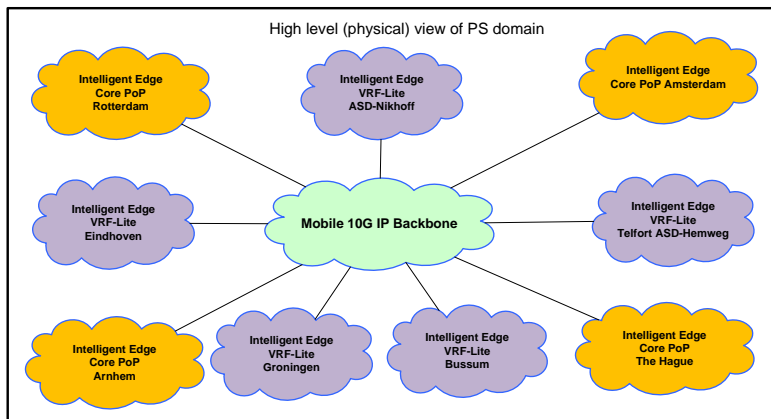 High level (physical) view of PS domain
Intelligent Edge
Core PoP
Rotterdam
Intelligent Edge
VRF-Lite
ASD-Nikhoff
Intelligent Edge
Core PoP Amsterdam
Intelligent Edge
VRF-Lite
Eindhoven
Mobile 10G IP Backbone
Intelligent Edge
VRF-Lite
Telfort ASD-Hemweg
Intelligent Edge
Core PoP
Arnhem
Intelligent Edge
VRF-Lite
Groningen
Intelligent Edge
VRF-Lite
Bussum
Intelligent Edge
Core PoP
The Hague